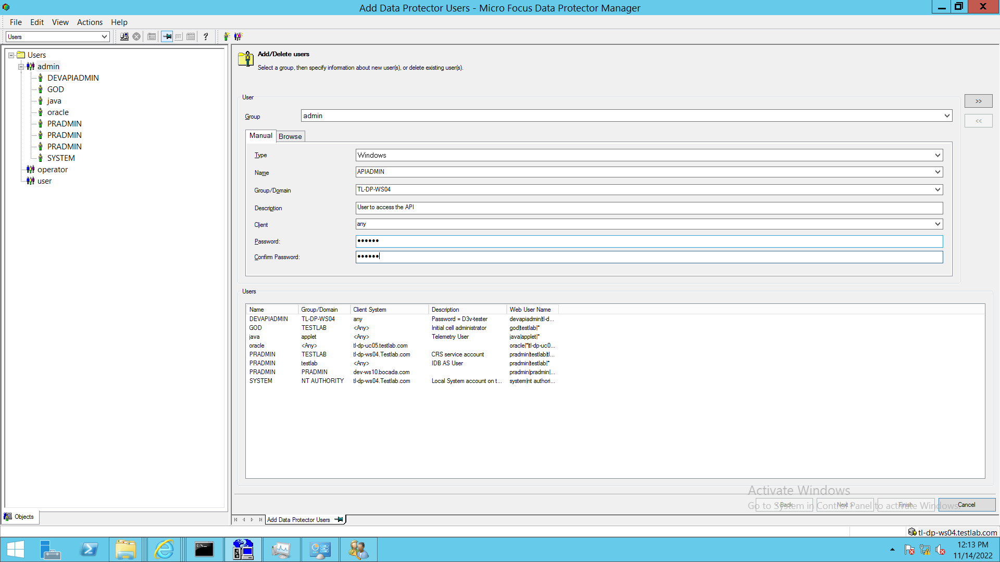 Add Data Protector Users - Micro Focus Data Protector Manager
File Edit View Actions Help
Users
?
Users
admin
DEVAPIADMIN
GOD
java
oracle
PRADMIN
PRADMIN
PRADMIN
SYSTEM
operator
user
Objects
Add/Delete users
Select a group, then specify information about new user(s), or delete existing user(s).
User
>>
<<
Group admin
Manual Browse
Type Windows
Name APIADMIN
Group/Domain TL-DP-WS04
Description User to access the API
Client any
Password: ••••••
Confirm Password: ••••••
Users
Name Group/Domain Client System Description Web User Name
DEVAPIADMIN TL-DP-WS04 any Password = D3v-tester devapiadmin|tl-d...
GOD TESTLAB <Any> Initial cell administrator god|testlab|*
java applet <Any> Telemetry User java|applet|*
oracle <Any> tl-dp-uc05.testlab.com oracle|*|tl-dp-uc0...
PRADMIN TESTLAB tl-dp-ws04.Testlab.com CRS service account pradmin|testlab|tl...
PRADMIN testlab <Any> IDB AS User pradmin|testlab|*
PRADMIN PRADMIN dev-ws10.bocada.com pradmin|pradmin|...
SYSTEM NT AUTHORITY tl-dp-ws04.Testlab.com Local System account on t... system|nt authori...
Activate Windows
Go to System in Control Panel to activate Windows.
< Back Next > Finish Cancel
Add Data Protector Users
tl-dp-ws04.testlab.com
12:13 PM
11/14/2022